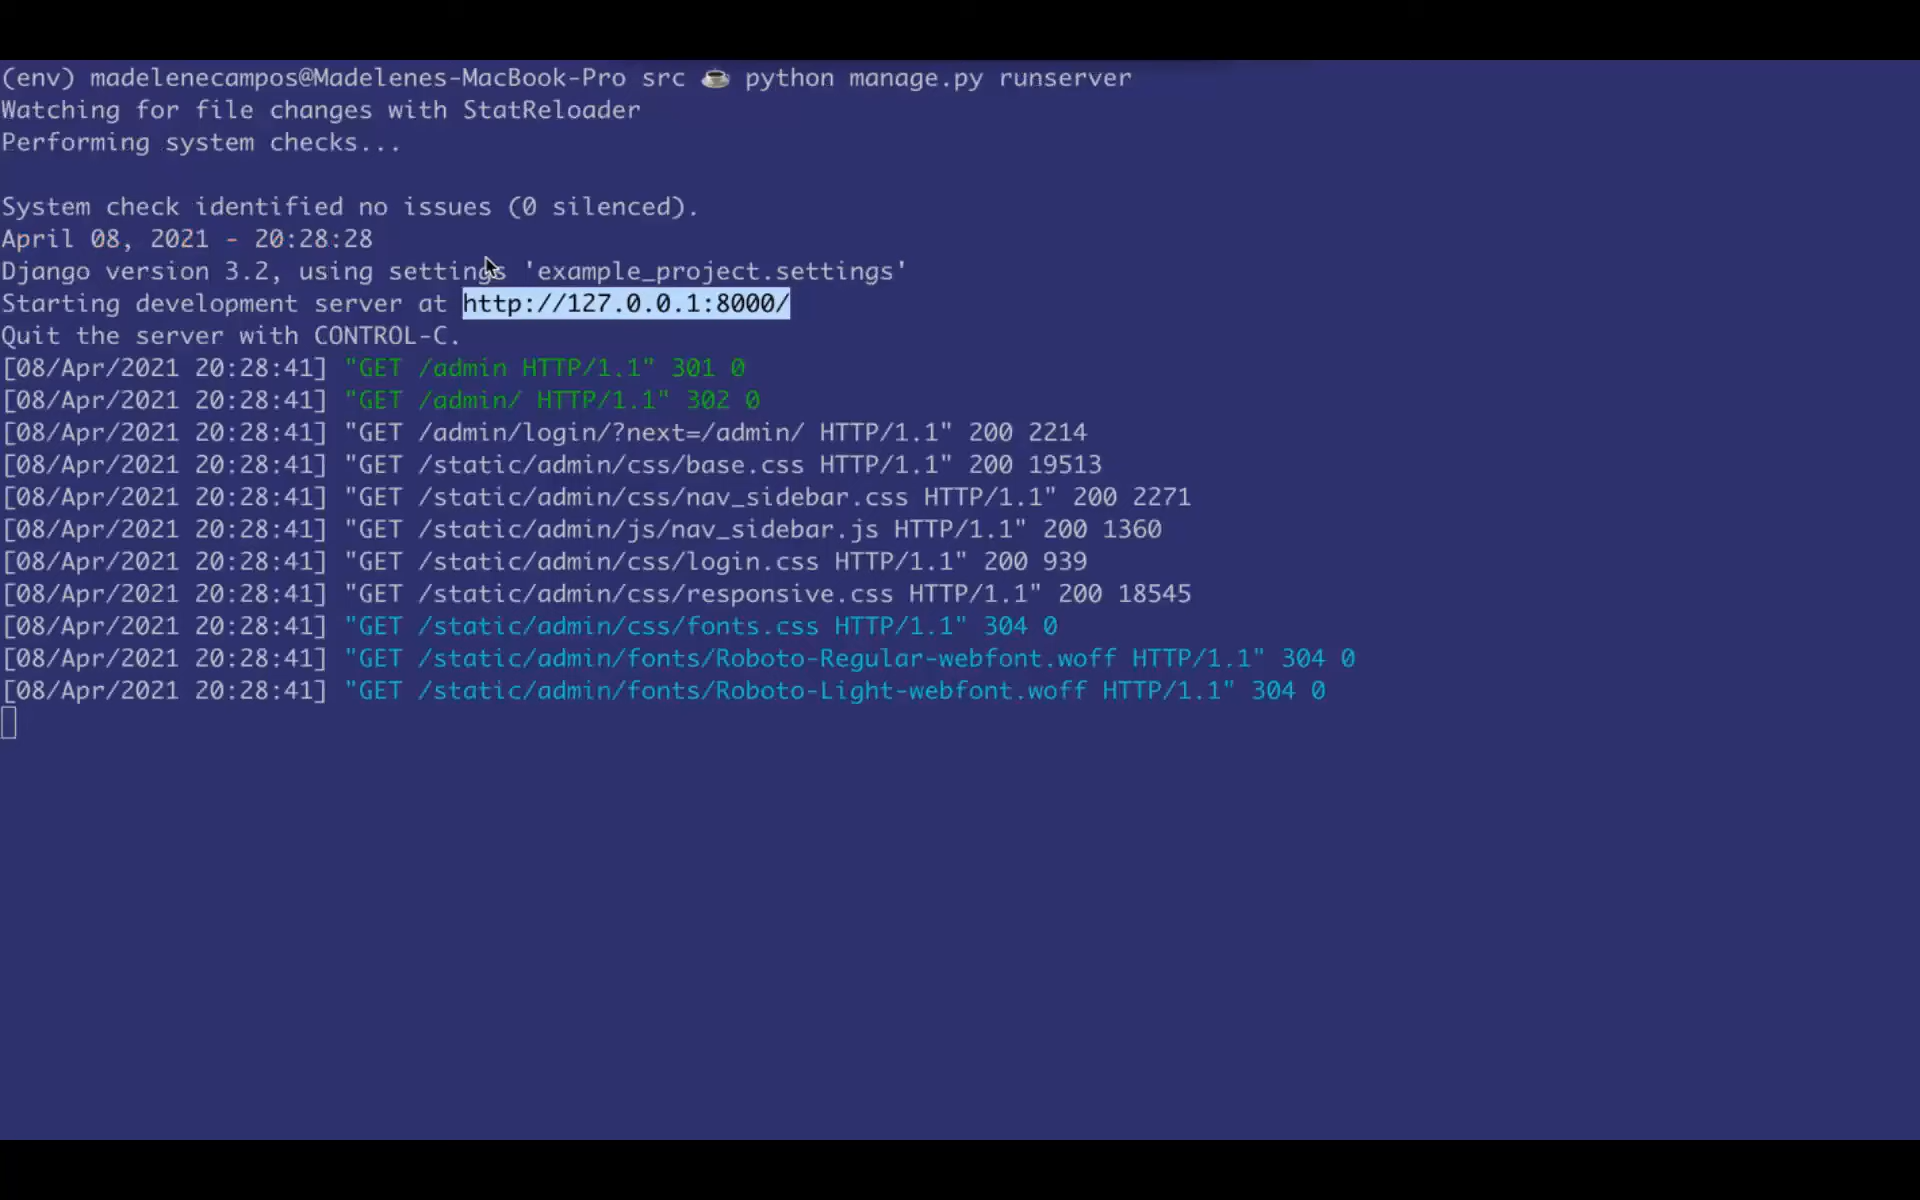 (env) madelenecampos@Madelenes-MacBook-Pro src ☕ python manage.py runserver
Watching for file changes with StatReloader
Performing system checks...
System check identified no issues (0 silenced).
April 08, 2021 - 20:28:28
Django version 3.2, using settings 'example_project.settings'
Starting development server at http://127.0.0.1:8000/
Quit the server with CONTROL-C.
[08/Apr/2021 20:28:41] "GET /admin HTTP/1.1" 301 0
[08/Apr/2021 20:28:41] "GET /admin/ HTTP/1.1" 302 0
[08/Apr/2021 20:28:41] "GET /admin/login/?next=/admin/ HTTP/1.1" 200 2214
[08/Apr/2021 20:28:41] "GET /static/admin/css/base.css HTTP/1.1" 200 19513
[08/Apr/2021 20:28:41] "GET /static/admin/css/nav_sidebar.css HTTP/1.1" 200 2271
[08/Apr/2021 20:28:41] "GET /static/admin/js/nav_sidebar.js HTTP/1.1" 200 1360
[08/Apr/2021 20:28:41] "GET /static/admin/css/login.css HTTP/1.1" 200 939
[08/Apr/2021 20:28:41] "GET /static/admin/css/responsive.css HTTP/1.1" 200 18545
[08/Apr/2021 20:28:41] "GET /static/admin/css/fonts.css HTTP/1.1" 304 0
[08/Apr/2021 20:28:41] "GET /static/admin/fonts/Roboto-Regular-webfont.woff HTTP/1.1" 304 0
[08/Apr/2021 20:28:41] "GET /static/admin/fonts/Roboto-Light-webfont.woff HTTP/1.1" 304 0